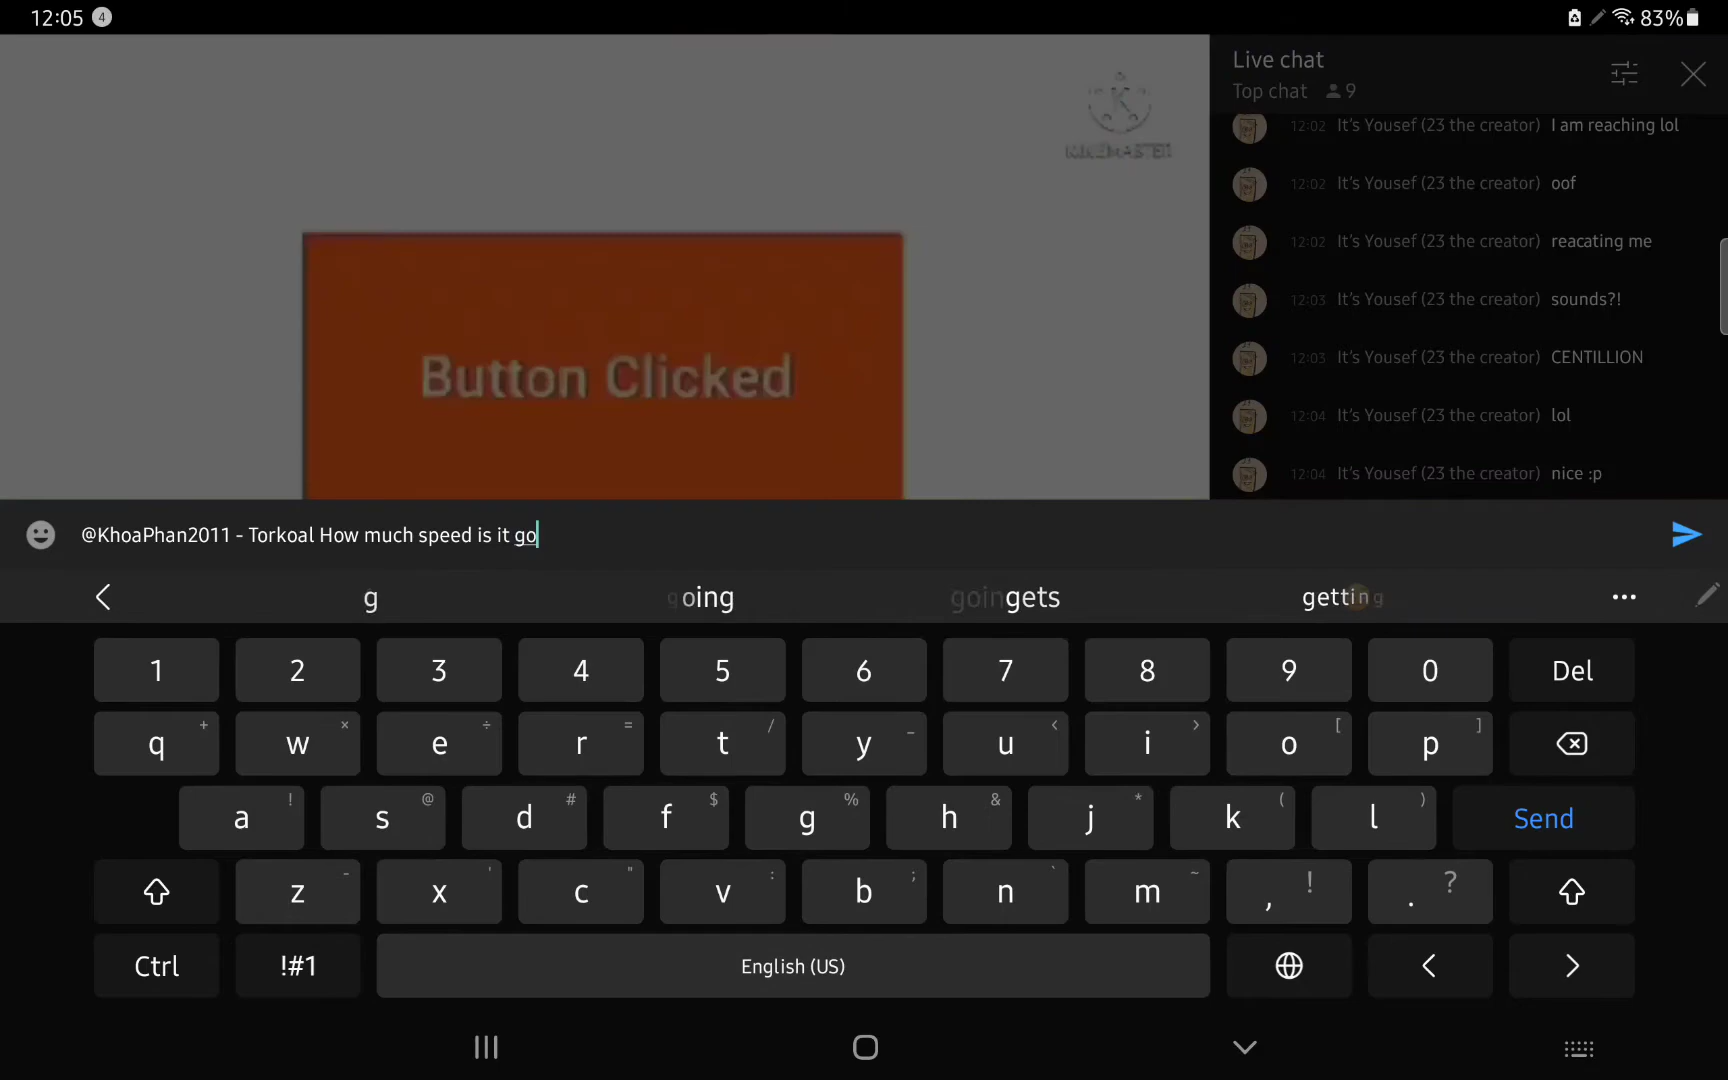 12:05 4
83%
Live chat
Top chat 9
KINEMASTER
12:02 It's Yousef (23 the creator) I am reaching lol
12:02 It's Yousef (23 the creator) oof
12:02 It's Yousef (23 the creator) reacating me
12:03 It's Yousef (23 the creator) sounds?!
12:03 It's Yousef (23 the creator) CENTILLION
12:04 It's Yousef (23 the creator) lol
12:04 It's Yousef (23 the creator) nice :p
Button Clicked
@KhoaPhan2011 - Torkoal How much speed is it go
g going gets getting
1 2 3 4 5 6 7 8 9 0 Del
q + w × e ÷ r = t / y _ u < i > o [ p ]
a ! s @ d # f $ g % h & j * k ( l ) Send
z - x ' c " v : b ; n ` m ~ , ! . ?
Ctrl !#1 English (US) < >